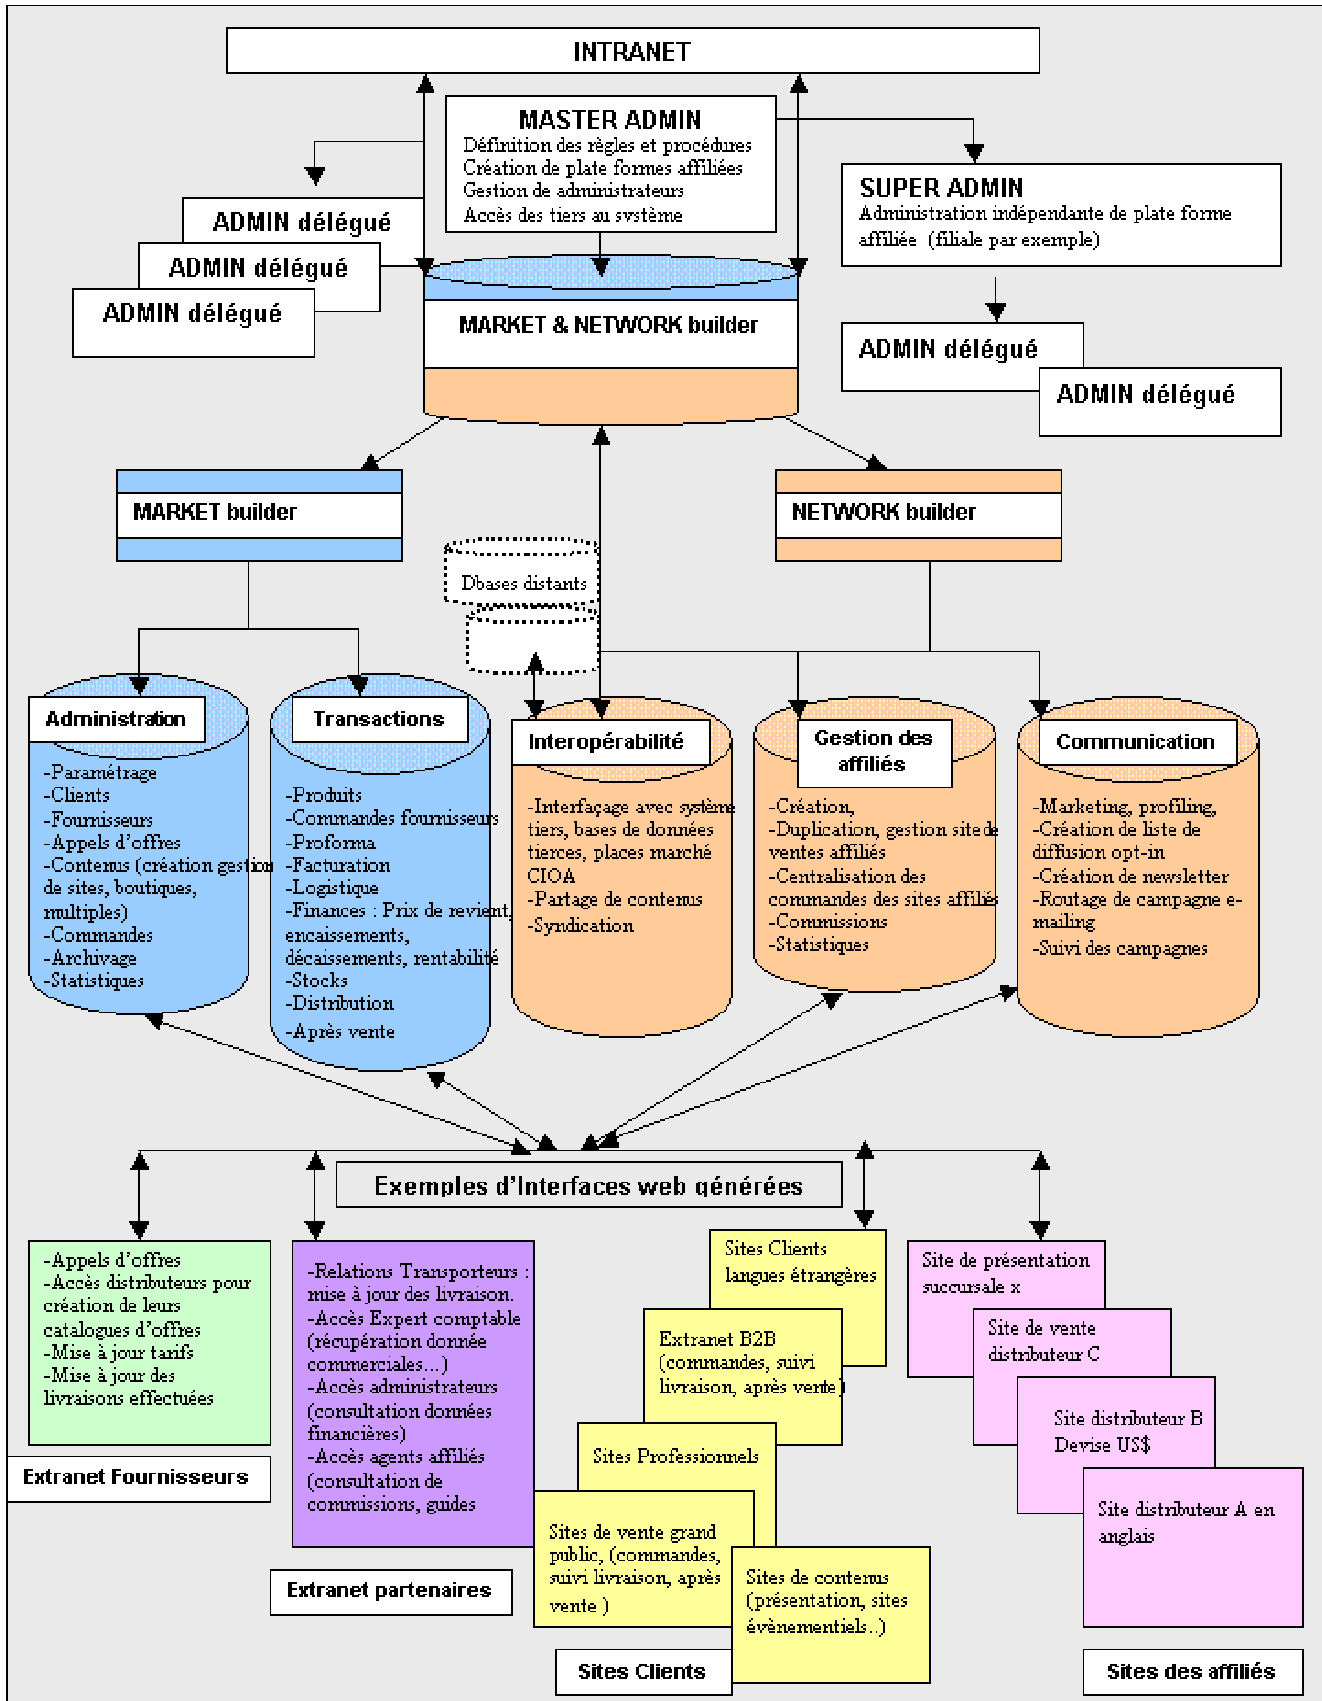 INTRANET
MASTER ADMIN
Définition des règles et procédures
Création de plate formes affiliées
Gestion de administrateurs
Accès des tiers au système
SUPER ADMIN
Administration indépendante de plate forme
affiliée (filiale par exemple)
ADMIN délégué
ADMIN délégué
ADMIN délégué
ADMIN délégué
ADMIN délégué
MARKET & NETWORK builder
MARKET builder
NETWORK builder
Dbases distants
Administration
-Paramétrage
-Clients
-Fournisseurs
-Appels d'offres
-Contenus (création gestion
de sites, boutiques,
multiples)
-Commandes
-Archivage
-Statistiques
Transactions
-Produits
-Commandes fournisseurs
-Proforma
-Facturation
-Logistique
-Finances : Prix de revient,
encaissements,
décaissements, rentabilité
-Stocks
-Distribution
-Après vente
Interopérabilité
-Interfaçage avec système
tiers, bases de données
tierces, places marché
CIOA
-Partage de contenus
-Syndication
Gestion des
affiliés
-Création,
-Duplication, gestion site de
ventes affiliés
-Centralisation des
commandes des sites affiliés
-Commissions
-Statistiques
Communication
-Marketing, profiling,
-Création de liste de
diffusion opt-in
-Création de newsletter
-Routage de campagne e-
mailing
-Suivi des campagnes
Exemples d'Interfaces web générées
-Appels d'offres
-Accès distributeurs pour
création de leurs
catalogues d'offres
-Mise à jour tarifs
-Mise à jour des
livraisons effectuées
Extranet Fournisseurs
-Relations Transporteurs :
mise à jour des livraison.
-Accès Expert comptable
(récupération donnée
commerciales...)
-Accès administrateurs
(consultation données
financières)
-Accès agents affiliés
(consultation de
commissions, guides
Extranet partenaires
Sites Clients
langues étrangères
Extranet B2B
(commandes, suivi
livraison, après vente)
Sites Professionnels
Sites de vente grand
public, (commandes,
suivi livraison, après
vente )
Sites de contenus
(présentation, sites
évènementiels..)
Sites Clients
Site de présentation
succursale x
Site de vente
distributeur C
Site distributeur B
Devise US$
Site distributeur A en
anglais
Sites des affiliés